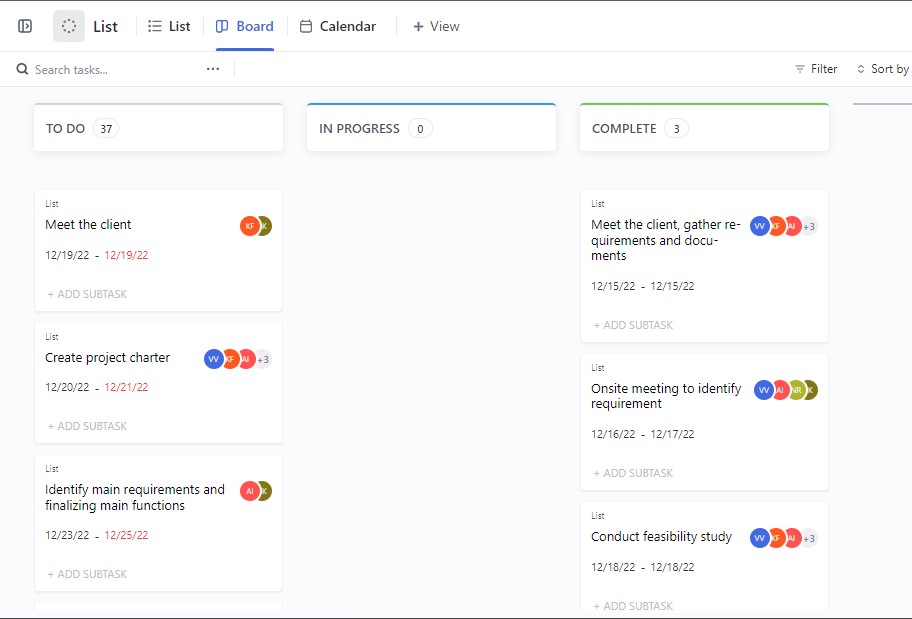 List List Board Calendar + View
Search tasks... ... Filter Sort by
TO DO 37
IN PROGRESS 0
COMPLETE 3
List
Meet the client
KF
12/19/22 - 12/19/22
+ ADD SUBTASK
List
Create project charter
VV KF AI +3
12/20/22 - 12/21/22
+ ADD SUBTASK
List
Identify main requirements and
finalizing main functions
AI
12/23/22 - 12/25/22
+ ADD SUBTASK
List
Meet the client, gather re-
quirements and docu-
ments
VV KF AI +3
12/15/22 - 12/15/22
+ ADD SUBTASK
List
Onsite meeting to identify
requirement
VV AI NR
12/16/22 - 12/17/22
+ ADD SUBTASK
List
Conduct feasibility study
VV KF AI +3
12/18/22 - 12/18/22
+ ADD SUBTASK